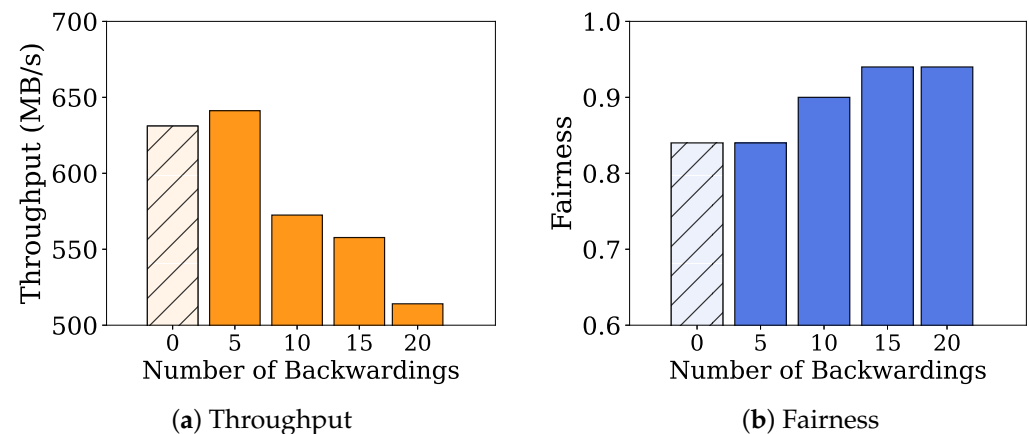 Throughput (MB/s)
700
650
600
550
500
0 5 10 15 20
Number of Backwardings
(a) Throughput
Fairness
1.0
0.9
0.8
0.7
0.6
0 5 10 15 20
Number of Backwardings
(b) Fairness